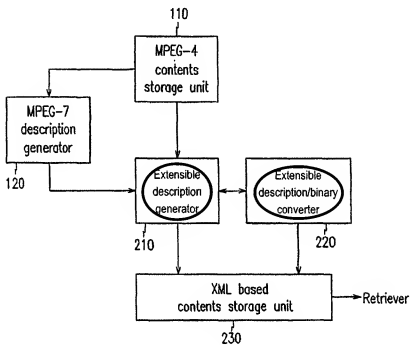 110
MPEG-4
contents
storage unit
MPEG-7
description
generator
120
Extensible
description
generator
210
Extensible
description/binary
converter
220
XML based
contents storage unit
Retriever
230